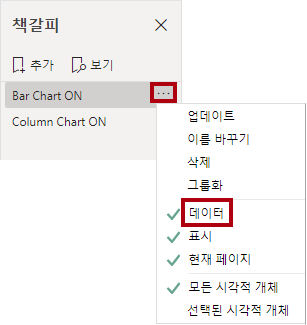 책갈피
추가 보기
Bar Chart ON
Column Chart ON
업데이트
이름 바꾸기
삭제
그룹화
데이터
표시
현재 페이지
모든 시각적 개체
선택된 시각적 개체